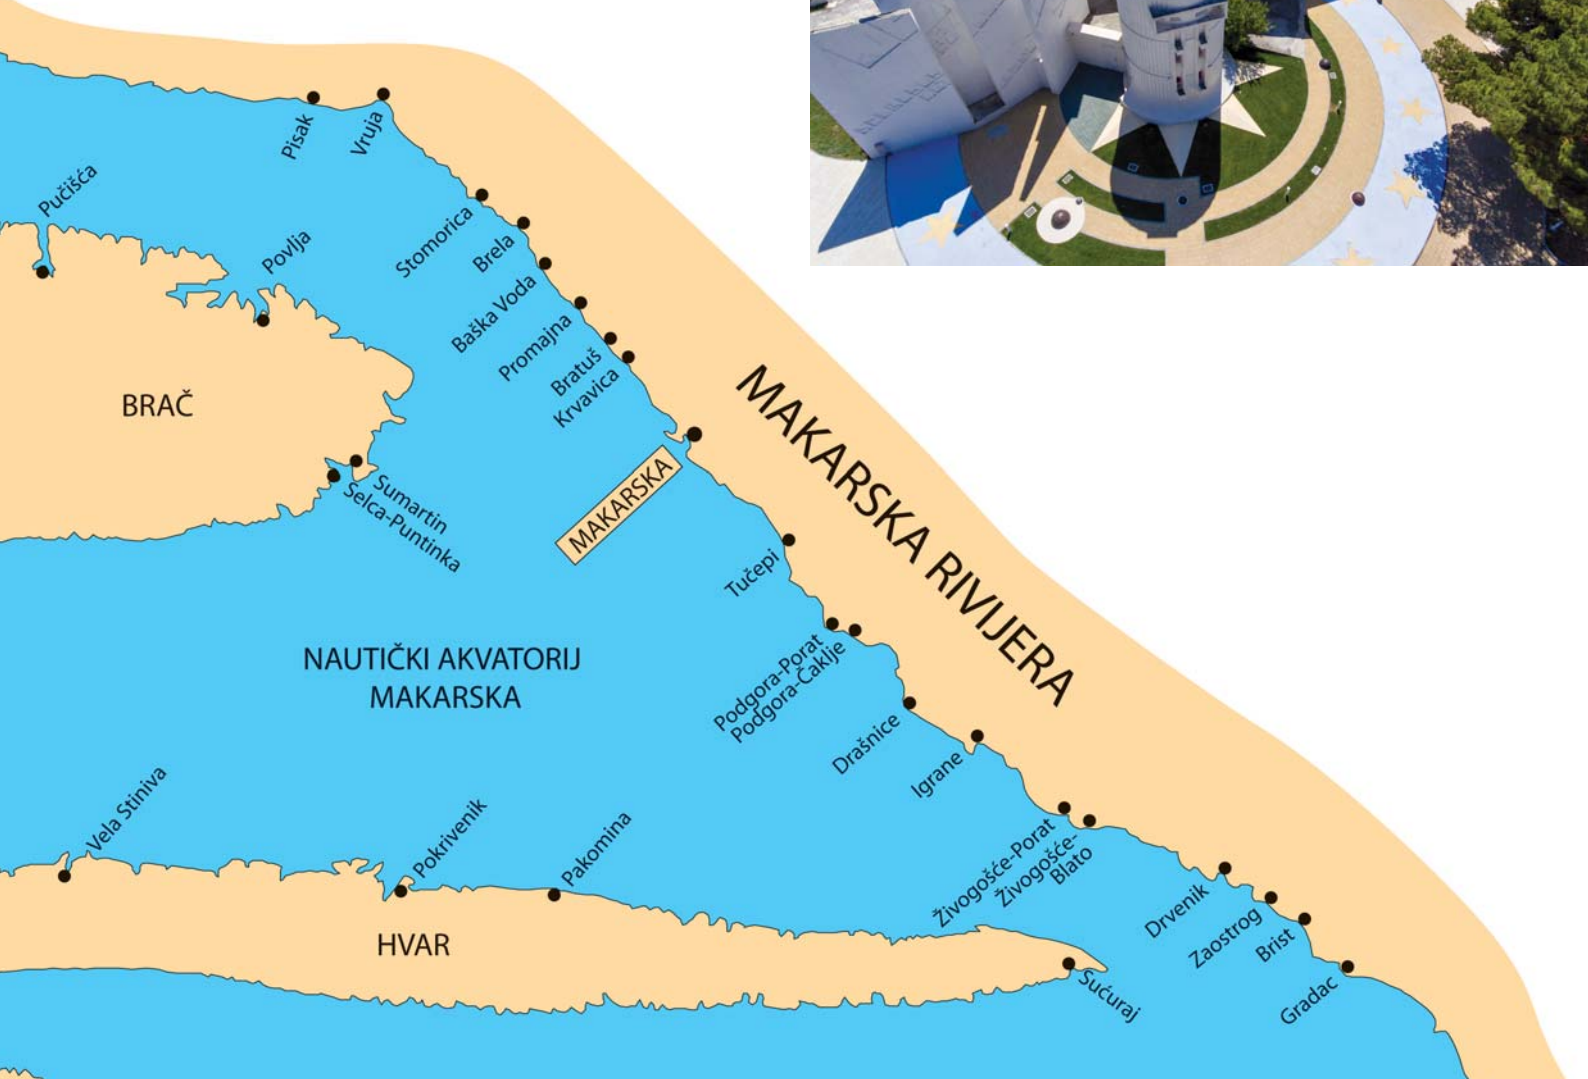 Pisak
Vruja
Pučišća
Povlja
Stomorica
Brela
Baška Voda
Promajna
Bratuš
Krvavica
BRAČ
MAKARSKA
MAKARSKA RIVIJERA
Sumartin
Selca-Puntinka
Tučepi
NAUTIČKI AKVATORIJ
MAKARSKA
Podgora-Porat
Podgora-Čaklje
Drašnice
Igrane
Vela Stiniva
Pokrivenik
Pakomina
Živogošće-Porat
Živogošće-
Blato
Drvenik
Zaostrog
Brist
Gradac
HVAR
Sućuraj